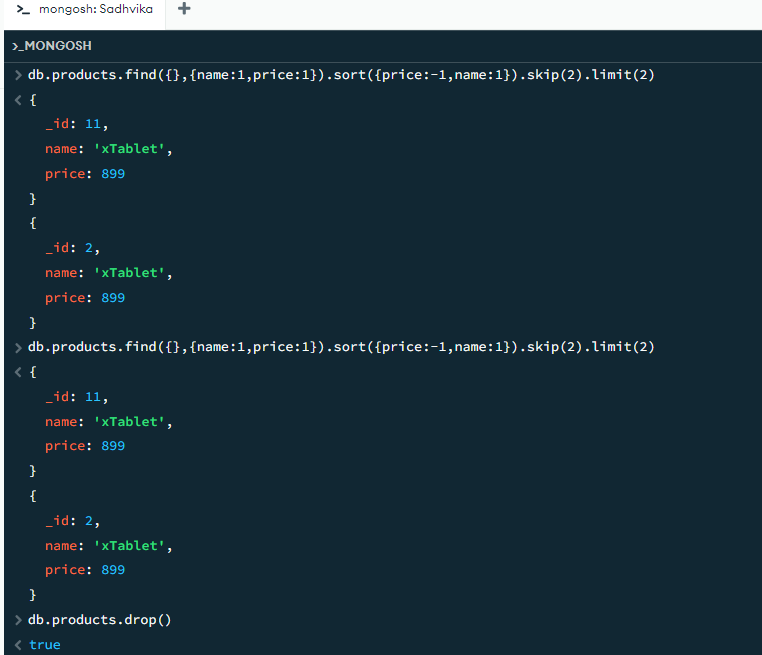 >_ mongosh: Sadhvika +
>_MONGOSH
> db.products.find({},{name:1,price:1}).sort({price:-1,name:1}).skip(2).limit(2)
< {
_id: 11,
name: 'xTablet',
price: 899
}
{
_id: 2,
name: 'xTablet',
price: 899
}
> db.products.find({},{name:1,price:1}).sort({price:-1,name:1}).skip(2).limit(2)
< {
_id: 11,
name: 'xTablet',
price: 899
}
{
_id: 2,
name: 'xTablet',
price: 899
}
> db.products.drop()
< true